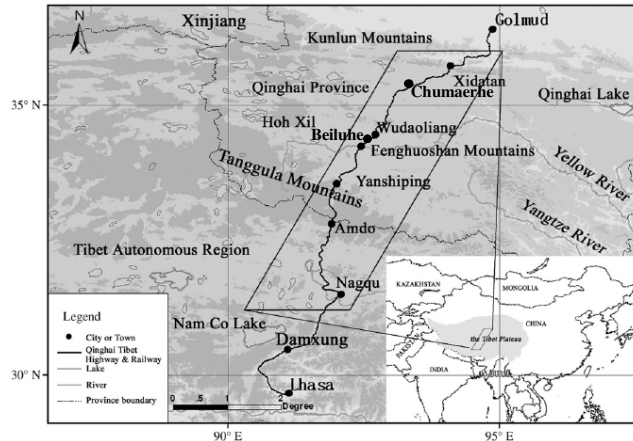 Xinjiang
N
Golmud
Kunlun Mountains
Xidatan
Qinghai Province
Chumaerhe
Qinghai Lake
35° N
Hoh Xil
Beiluhe
Wudaoliang
Fenghuoshan Mountains
Tanggula Mountains
Yanshiping
Yellow River
Yangtze River
Amdo
Tibet Autonomous Region
Nagqu
Nam Co Lake
Damxung
Lhasa
30° N
90° E
95° E
Legend
City or Town
Qinghai Tibet
Highway & Railway
Lake
River
Province boundary
0 .5 1 2
Degree
KAZAKHSTAN
MONGOLIA
CHINA
the Tibet Plateau
PAKISTAN
INDIA